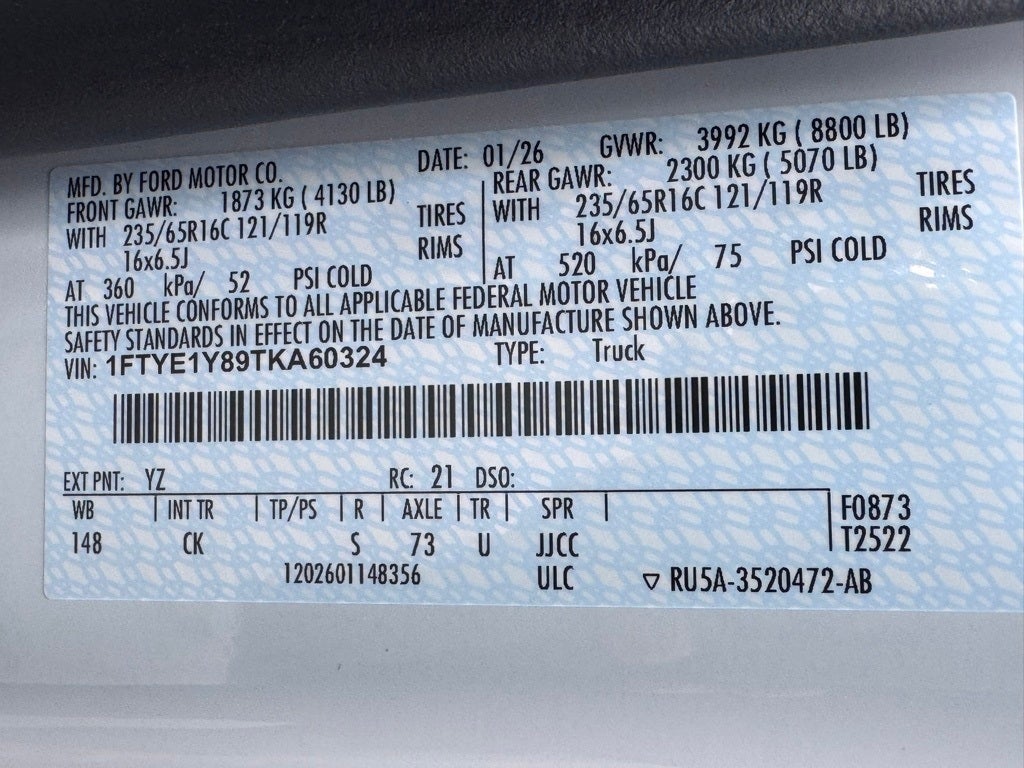 MFD. BY FORD MOTOR CO. DATE: 01/26 GVWR: 3992 KG ( 8800 LB)
FRONT GAWR: 1873 KG ( 4130 LB) REAR GAWR: 2300 KG ( 5070 LB)
WITH 235/65R16C 121/119R TIRES WITH 235/65R16C 121/119R TIRES
16x6.5J RIMS 16x6.5J RIMS
AT 360 kPa/ 52 PSI COLD AT 520 kPa/ 75 PSI COLD
THIS VEHICLE CONFORMS TO ALL APPLICABLE FEDERAL MOTOR VEHICLE
SAFETY STANDARDS IN EFFECT ON THE DATE OF MANUFACTURE SHOWN ABOVE.
VIN: 1FTYE1Y89TKA60324 TYPE: Truck
EXT PNT: YZ RC: 21 DSO:
WB INT TR TP/PS R AXLE TR SPR F0873
148 CK S 73 U JJCC T2522
1202601148356 ULC ▽ RU5A-3520472-AB